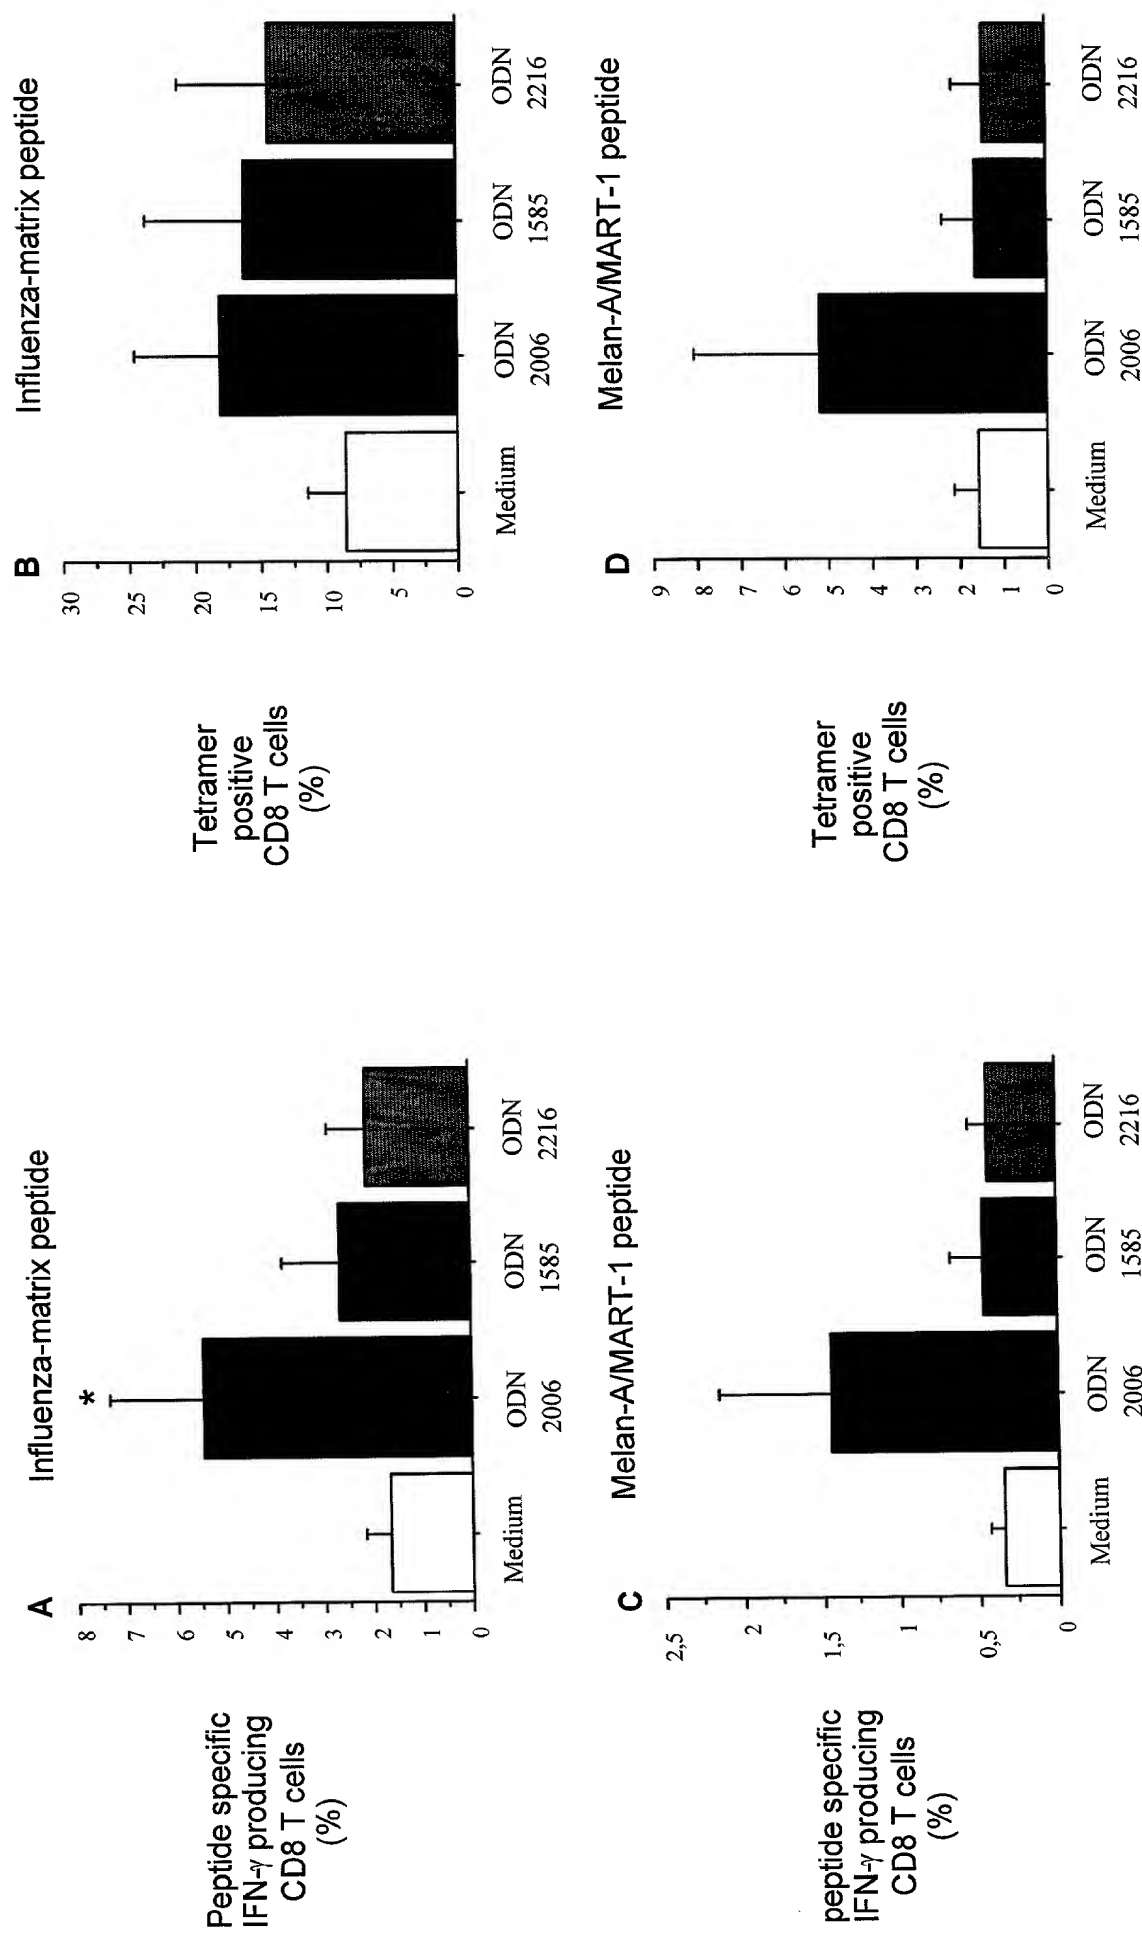 A
Influenza-matrix peptide
Peptide specific
IFN-γ producing
CD8 T cells
(%)
8
7
6
5
4
3
2
1
0
*
Medium
ODN
2006
ODN
1585
ODN
2216
B
Influenza-matrix peptide
Tetramer
positive
CD8 T cells
(%)
30
25
20
15
10
5
0
Medium
ODN
2006
ODN
1585
ODN
2216
C
Melan-A/MART-1 peptide
peptide specific
IFN-γ producing
CD8 T cells
(%)
2,5
2
1,5
1
0,5
0
Medium
ODN
2006
ODN
1585
ODN
2216
D
Melan-A/MART-1 peptide
Tetramer
positive
CD8 T cells
(%)
9
8
7
6
5
4
3
2
1
0
Medium
ODN
2006
ODN
1585
ODN
2216